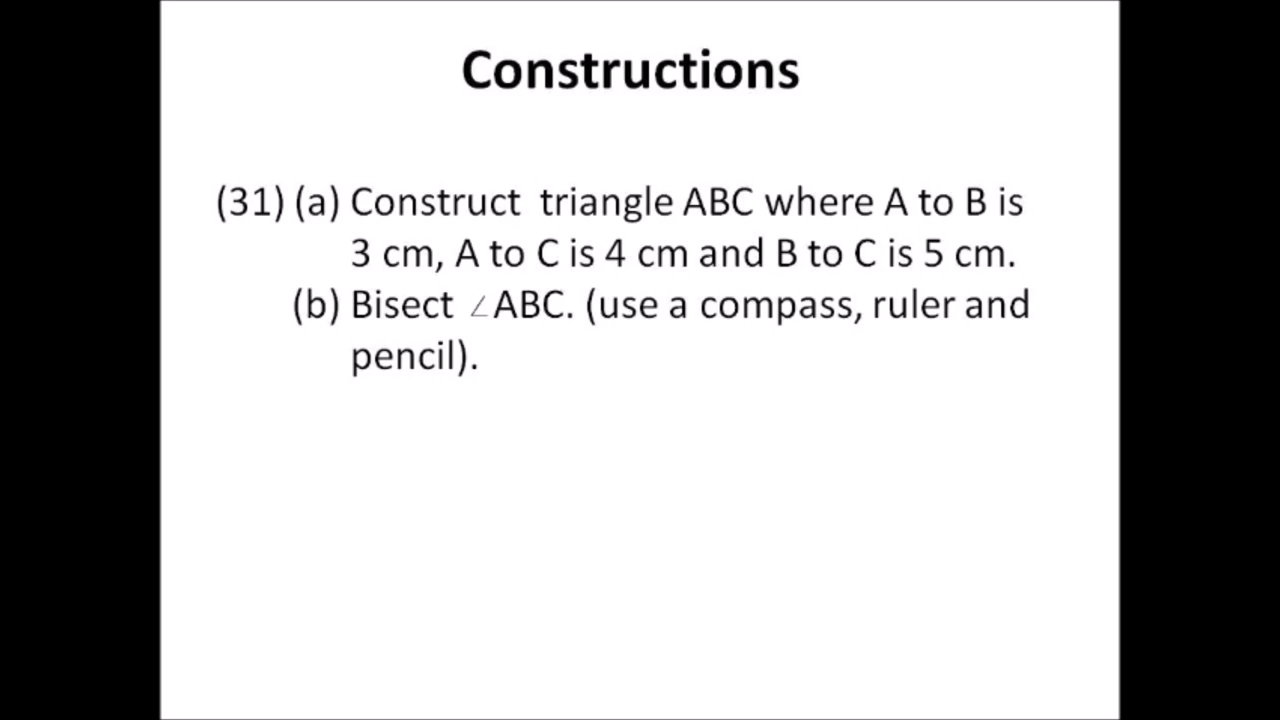 Constructions
(31) (a) Construct triangle ABC where A to B is
3 cm, A to C is 4 cm and B to C is 5 cm.
(b) Bisect ∠ABC. (use a compass, ruler and
pencil).